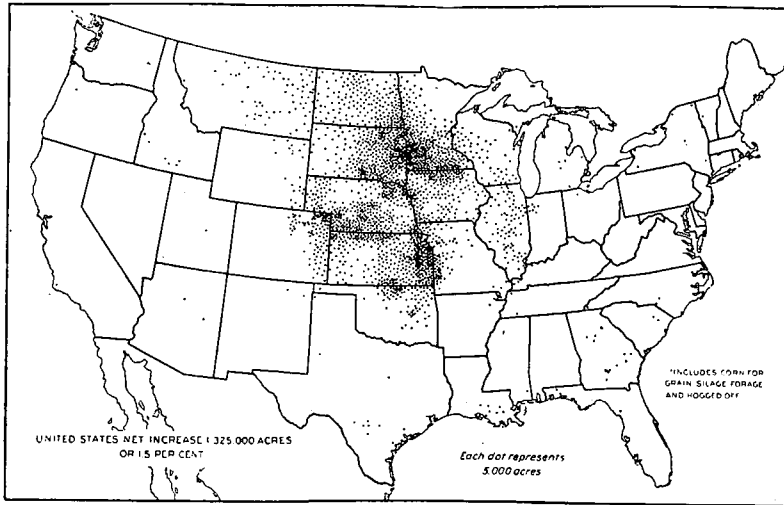 *INCLUDES CORN FOR
GRAIN SILAGE FORAGE
AND HOGGED OFF
UNITED STATES NET INCREASE 1,325,000 ACRES
OR 1.5 PER CENT
Each dot represents
5,000 acres